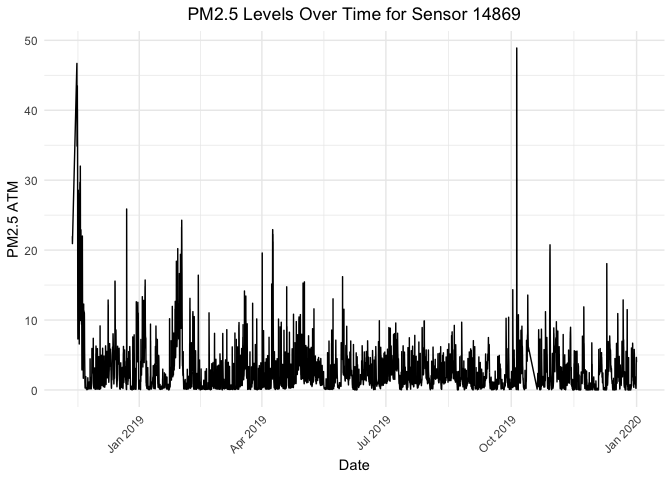 PM2.5 Levels Over Time for Sensor 14869
PM2.5 ATM
50
40
30
20
10
0
Jan 2019
Apr 2019
Jul 2019
Oct 2019
Jan 2020
Date